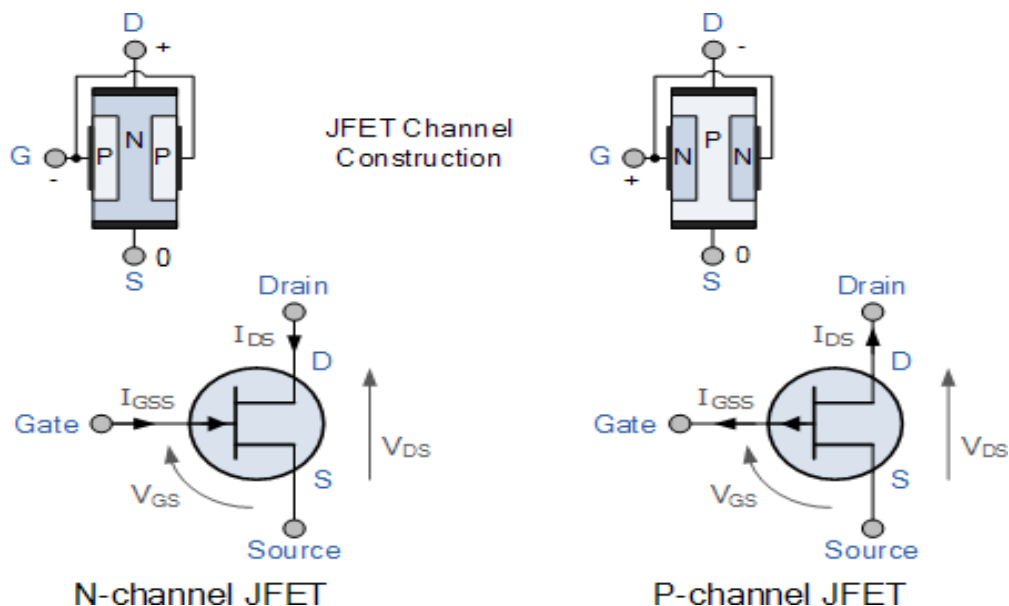 D
+
N
P
P
G
-
0
S
JFET Channel
Construction
D
-
P
N
N
G
+
0
S
Drain
IDS
D
IGSS
Gate
VDS
VGS
S
Source
N-channel JFET
Drain
IDS
D
IGSS
Gate
VDS
VGS
S
Source
P-channel JFET